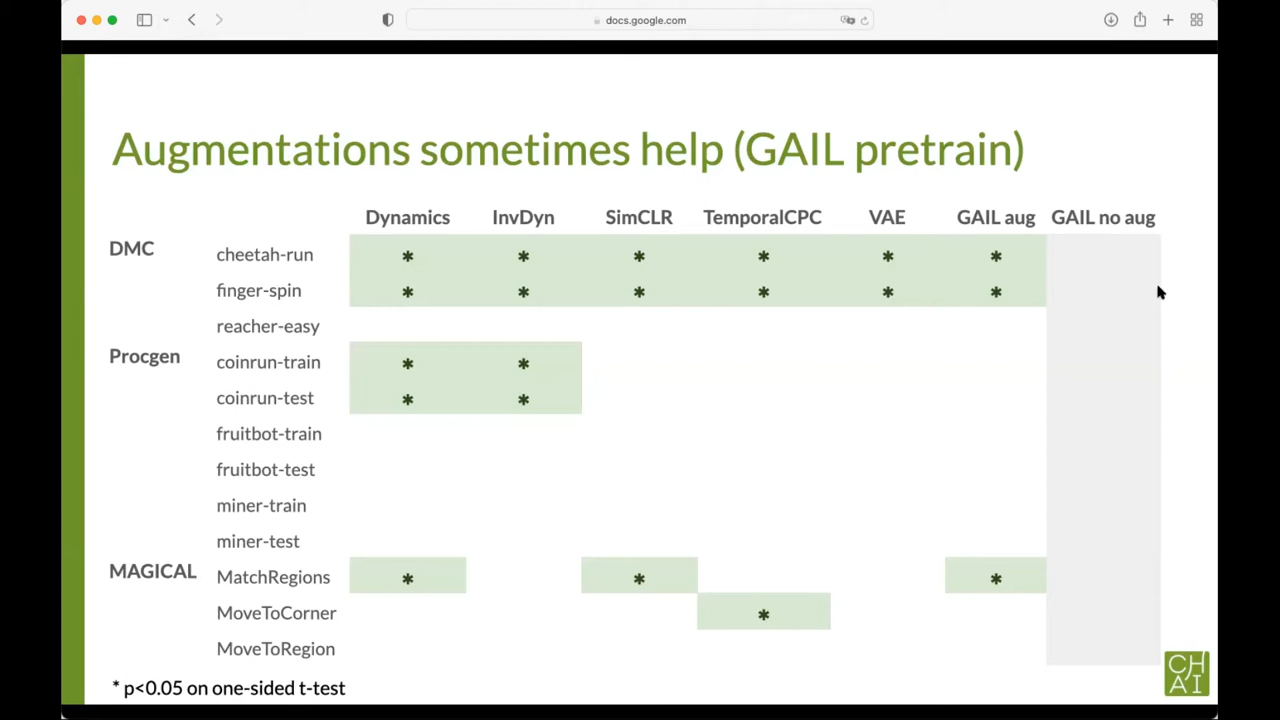 docs.google.com
Augmentations sometimes help (GAIL pretrain)
Dynamics InvDyn SimCLR TemporalCPC VAE GAIL aug GAIL no aug
DMC cheetah-run * * * * * *
finger-spin * * * * * *
reacher-easy
Procgen coinrun-train * *
coinrun-test * *
fruitbot-train
fruitbot-test
miner-train
miner-test
MAGICAL MatchRegions * * *
MoveToCorner *
MoveToRegion
* p<0.05 on one-sided t-test
CH
AI